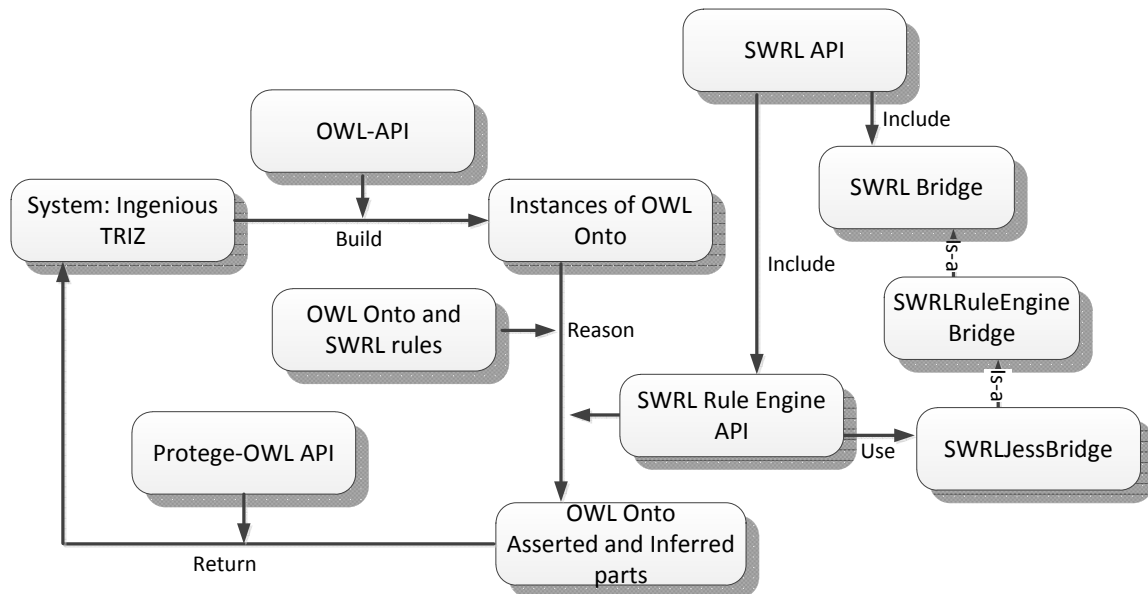 SWRL API
OWL-API
Include
SWRL Bridge
System: Ingenious
TRIZ
Build
Instances of OWL
Onto
Is-a
Include
SWRLRuleEngine
Bridge
OWL Onto and
SWRL rules
Reason
Is-a
SWRL Rule Engine
API
Use
SWRLJessBridge
Protege-OWL API
OWL Onto
Asserted and Inferred
parts
Return